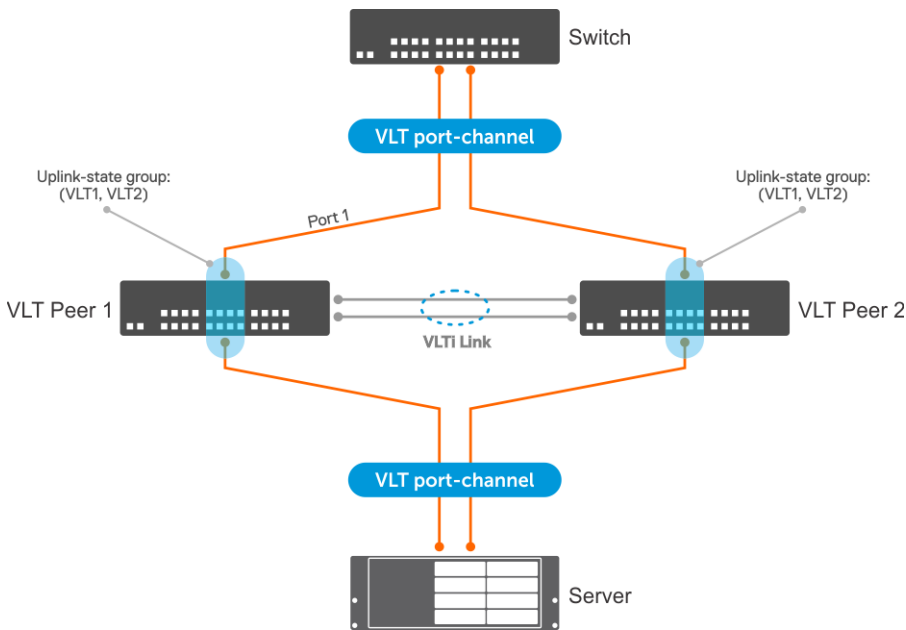 Switch
VLT port-channel
Uplink-state group:
(VLT1, VLT2)
Uplink-state group:
(VLT1, VLT2)
Port 1
VLT Peer 1
VLT Peer 2
VLTi Link
VLT port-channel
Server